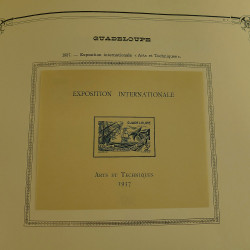 GUADELOUPE
1937. — Exposition internationale « Arts et Techniques »
EXPOSITION INTERNATIONALE
GUADELOUPE
ARTS ET TECHNIQUES
1937